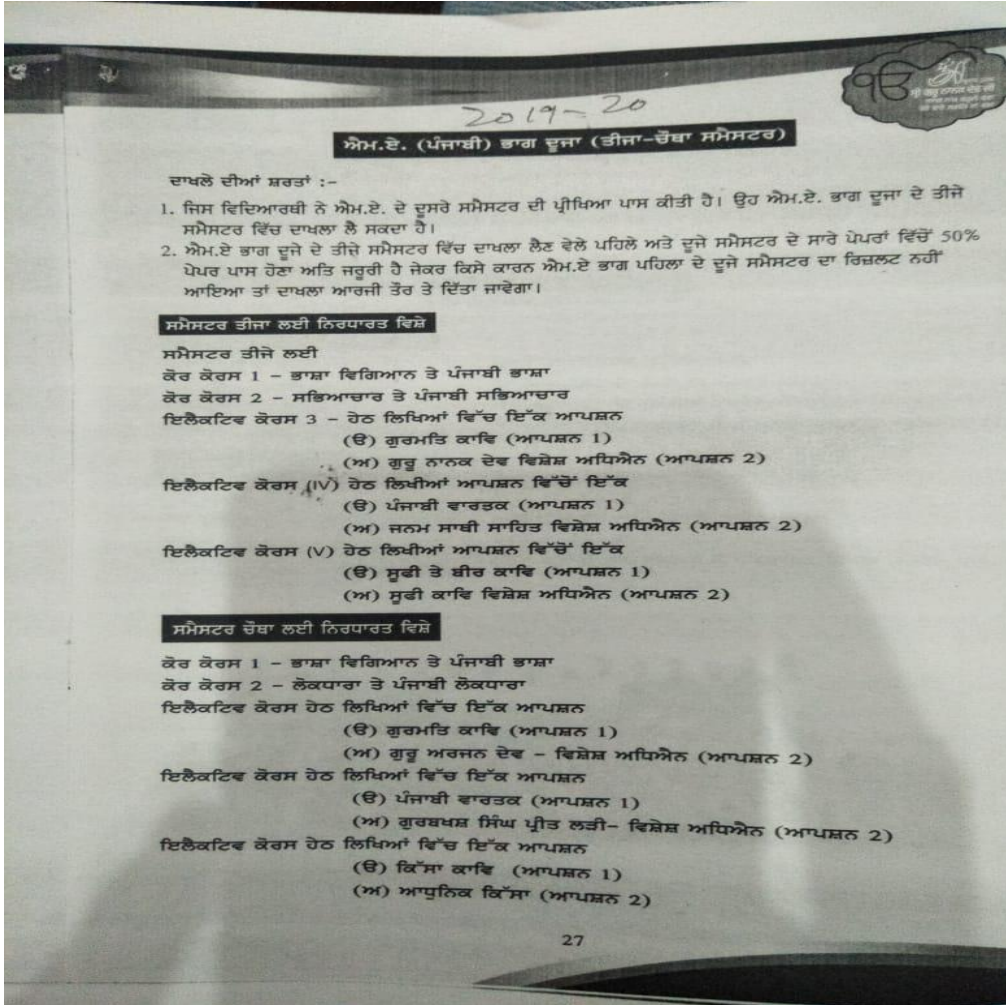 ੴ
ਸ੍ਰੀ ਗੁਰੂ ਨਾਨਕ ਦੇਵ ਜੀ
2019-20
ਐਮ.ਏ. (ਪੰਜਾਬੀ) ਭਾਗ ਦੂਜਾ (ਤੀਜਾ-ਚੌਥਾ ਸਮੈਸਟਰ)
ਦਾਖਲੇ ਦੀਆਂ ਸ਼ਰਤਾਂ :-
1. ਜਿਸ ਵਿਦਿਆਰਥੀ ਨੇ ਐਮ.ਏ. ਦੇ ਦੂਸਰੇ ਸਮੈਸਟਰ ਦੀ ਪ੍ਰੀਖਿਆ ਪਾਸ ਕੀਤੀ ਹੈ। ਉਹ ਐਮ.ਏ. ਭਾਗ ਦੂਜਾ ਦੇ ਤੀਜੇ
ਸਮੈਸਟਰ ਵਿੱਚ ਦਾਖਲਾ ਲੈ ਸਕਦਾ ਹੈ।
2. ਐਮ.ਏ ਭਾਗ ਦੂਜੇ ਦੇ ਤੀਜੇ ਸਮੈਸਟਰ ਵਿੱਚ ਦਾਖਲਾ ਲੈਣ ਵੇਲੇ ਪਹਿਲੇ ਅਤੇ ਦੂਜੇ ਸਮੈਸਟਰ ਦੇ ਸਾਰੇ ਪੇਪਰਾਂ ਵਿੱਚੋਂ 50%
ਪੇਪਰ ਪਾਸ ਹੋਣਾ ਅਤਿ ਜਰੂਰੀ ਹੈ ਜੇਕਰ ਕਿਸੇ ਕਾਰਨ ਐਮ.ਏ ਭਾਗ ਪਹਿਲਾ ਦੇ ਦੂਜੇ ਸਮੈਸਟਰ ਦਾ ਰਿਜ਼ਲਟ ਨਹੀਂ
ਆਇਆ ਤਾਂ ਦਾਖਲਾ ਆਰਜੀ ਤੌਰ ਤੇ ਦਿੱਤਾ ਜਾਵੇਗਾ।
ਸਮੈਸਟਰ ਤੀਜਾ ਲਈ ਨਿਰਧਾਰਤ ਵਿਸ਼ੇ
ਸਮੈਸਟਰ ਤੀਜੇ ਲਈ
ਕੋਰ ਕੋਰਸ 1 - ਭਾਸ਼ਾ ਵਿਗਿਆਨ ਤੇ ਪੰਜਾਬੀ ਭਾਸ਼ਾ
ਕੋਰ ਕੋਰਸ 2 - ਸਭਿਆਚਾਰ ਤੇ ਪੰਜਾਬੀ ਸਭਿਆਚਾਰ
ਇਲੈਕਟਿਵ ਕੋਰਸ 3 - ਹੇਠ ਲਿਖਿਆਂ ਵਿੱਚ ਇੱਕ ਆਪਸ਼ਨ
(ੳ) ਗੁਰਮਤਿ ਕਾਵਿ (ਆਪਸ਼ਨ 1)
(ਅ) ਗੁਰੂ ਨਾਨਕ ਦੇਵ ਵਿਸ਼ੇਸ਼ ਅਧਿਐਨ (ਆਪਸ਼ਨ 2)
ਇਲੈਕਟਿਵ ਕੋਰਸ (IV) ਹੇਠ ਲਿਖੀਆਂ ਆਪਸ਼ਨ ਵਿੱਚੋਂ ਇੱਕ
(ੳ) ਪੰਜਾਬੀ ਵਾਰਤਕ (ਆਪਸ਼ਨ 1)
(ਅ) ਜਨਮ ਸਾਥੀ ਸਾਹਿਤ ਵਿਸ਼ੇਸ਼ ਅਧਿਐਨ (ਆਪਸ਼ਨ 2)
ਇਲੈਕਟਿਵ ਕੋਰਸ (V) ਹੇਠ ਲਿਖੀਆਂ ਆਪਸ਼ਨ ਵਿੱਚੋਂ ਇੱਕ
(ੳ) ਸੂਫੀ ਤੇ ਬੀਰ ਕਾਵਿ (ਆਪਸ਼ਨ 1)
(ਅ) ਸੂਫੀ ਕਾਵਿ ਵਿਸ਼ੇਸ਼ ਅਧਿਐਨ (ਆਪਸ਼ਨ 2)
ਸਮੈਸਟਰ ਚੌਥਾ ਲਈ ਨਿਰਧਾਰਤ ਵਿਸ਼ੇ
ਕੋਰ ਕੋਰਸ 1 - ਭਾਸ਼ਾ ਵਿਗਿਆਨ ਤੇ ਪੰਜਾਬੀ ਭਾਸ਼ਾ
ਕੋਰ ਕੋਰਸ 2 - ਲੋਕਧਾਰਾ ਤੇ ਪੰਜਾਬੀ ਲੋਕਧਾਰਾ
ਇਲੈਕਟਿਵ ਕੋਰਸ ਹੇਠ ਲਿਖਿਆਂ ਵਿੱਚ ਇੱਕ ਆਪਸ਼ਨ
(ੳ) ਗੁਰਮਤਿ ਕਾਵਿ (ਆਪਸ਼ਨ 1)
(ਅ) ਗੁਰੂ ਅਰਜਨ ਦੇਵ - ਵਿਸ਼ੇਸ਼ ਅਧਿਐਨ (ਆਪਸ਼ਨ 2)
ਇਲੈਕਟਿਵ ਕੋਰਸ ਹੇਠ ਲਿਖਿਆਂ ਵਿੱਚ ਇੱਕ ਆਪਸ਼ਨ
(ੳ) ਪੰਜਾਬੀ ਵਾਰਤਕ (ਆਪਸ਼ਨ 1)
(ਅ) ਗੁਰਬਖਸ਼ ਸਿੰਘ ਪ੍ਰੀਤ ਲੜੀ- ਵਿਸ਼ੇਸ਼ ਅਧਿਐਨ (ਆਪਸ਼ਨ 2)
ਇਲੈਕਟਿਵ ਕੋਰਸ ਹੇਠ ਲਿਖਿਆਂ ਵਿੱਚ ਇੱਕ ਆਪਸ਼ਨ
(ੳ) ਕਿੱਸਾ ਕਾਵਿ (ਆਪਸ਼ਨ 1)
(ਅ) ਆਧੁਨਿਕ ਕਿੱਸਾ (ਆਪਸ਼ਨ 2)
27